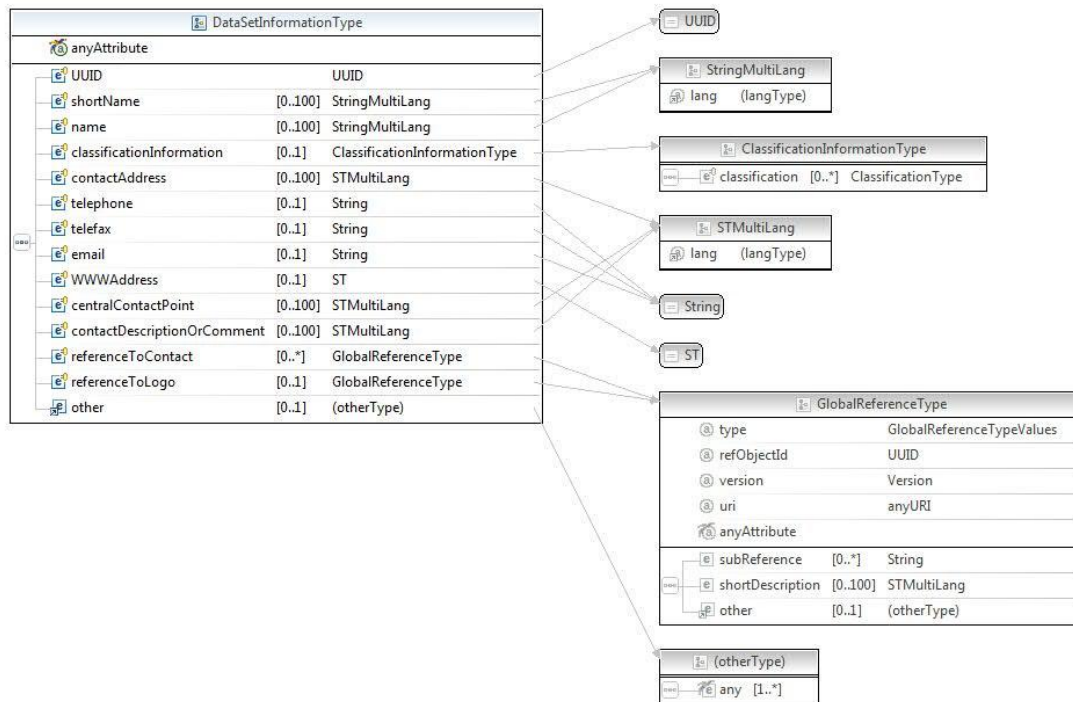 DataSetInformationType
anyAttribute
UUID UUID
shortName [0..100] StringMultiLang
name [0..100] StringMultiLang
classificationInformation [0..1] ClassificationInformationType
contactAddress [0..100] STMultiLang
telephone [0..1] String
telefax [0..1] String
email [0..1] String
WWWAddress [0..1] ST
centralContactPoint [0..100] STMultiLang
contactDescriptionOrComment [0..100] STMultiLang
referenceToContact [0..*] GlobalReferenceType
referenceToLogo [0..1] GlobalReferenceType
other [0..1] (otherType)
UUID
StringMultiLang
lang (langType)
ClassificationInformationType
classification [0..*] ClassificationType
STMultiLang
lang (langType)
String
ST
GlobalReferenceType
type GlobalReferenceTypeValues
refObjectId UUID
version Version
uri anyURI
anyAttribute
subReference [0..*] String
shortDescription [0..100] STMultiLang
other [0..1] (otherType)
(otherType)
any [1..*]